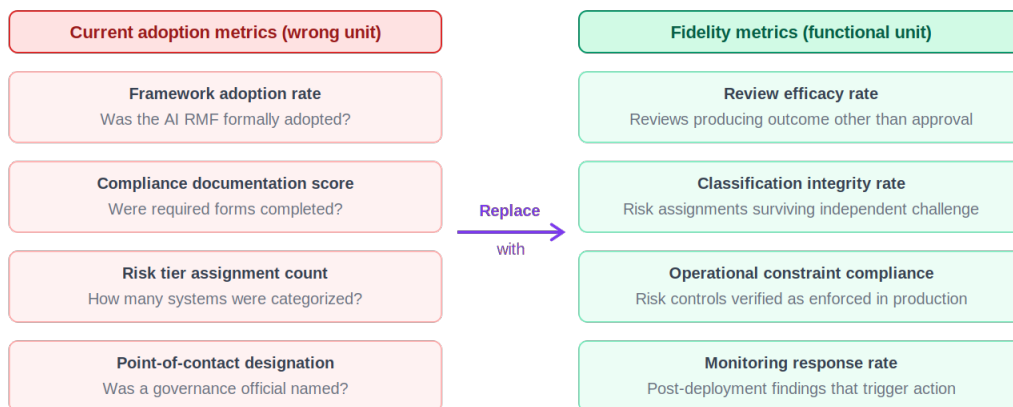 Current adoption metrics (wrong unit)
Framework adoption rate
Was the AI RMF formally adopted?
Compliance documentation score
Were required forms completed?
Risk tier assignment count
How many systems were categorized?
Point-of-contact designation
Was a governance official named?
Replace
with
Fidelity metrics (functional unit)
Review efficacy rate
Reviews producing outcome other than approval
Classification integrity rate
Risk assignments surviving independent challenge
Operational constraint compliance
Risk controls verified as enforced in production
Monitoring response rate
Post-deployment findings that trigger action